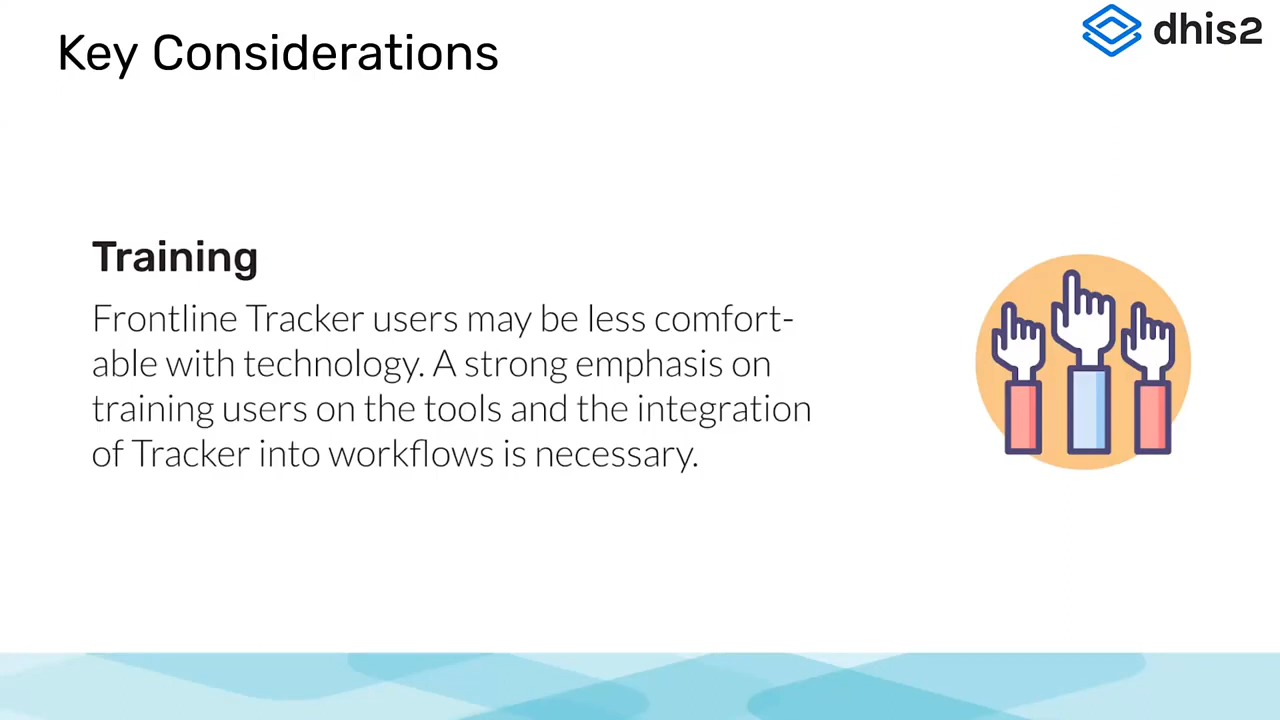 Key Considerations
dhis2
Training
Frontline Tracker users may be less comfort-
able with technology. A strong emphasis on
training users on the tools and the integration
of Tracker into workflows is necessary.